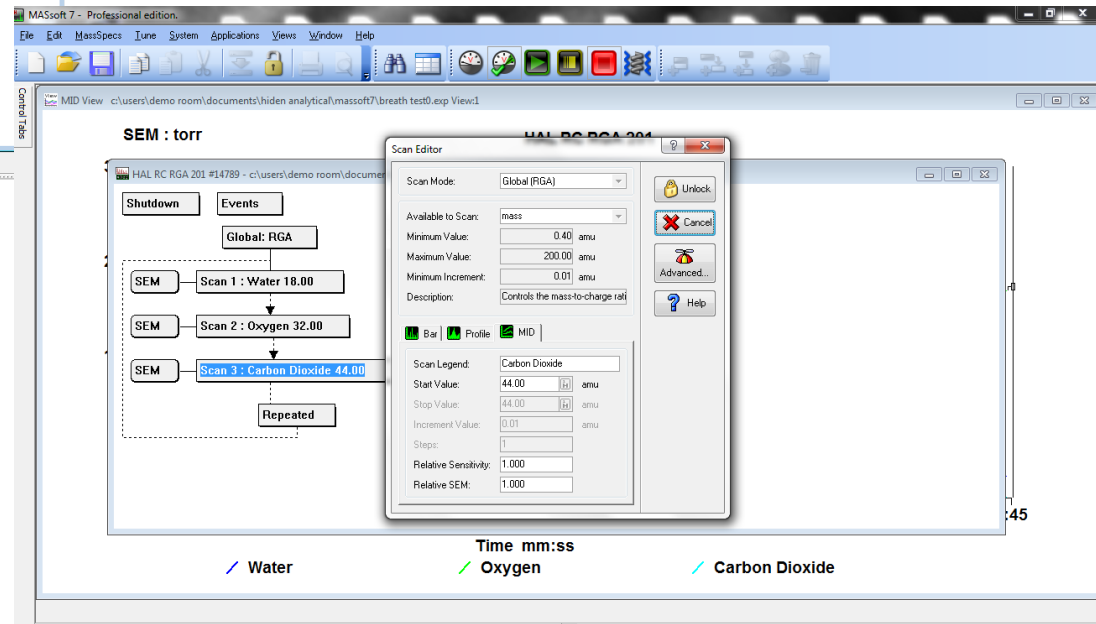 MASsoft 7 - Professional edition.
File Edit MassSpecs Tune System Applications Views Window Help
Control Tabs
MID View c:\users\demo room\documents\hiden analytical\massoft7\breath test0.exp View:1
SEM : torr
HAL RC RGA 201
HAL RC RGA 201 #14789 - c:\users\demo room\documen
Shutdown Events
Global: RGA
SEM Scan 1 : Water 18.00
SEM Scan 2 : Oxygen 32.00
SEM Scan 3 : Carbon Dioxide 44.00
Repeated
Scan Editor
Scan Mode: Global (RGA)
Available to Scan: mass
Minimum Value: 0.40 amu
Maximum Value: 200.00 amu
Minimum Increment: 0.01 amu
Description: Controls the mass-to-charge rati
Bar Profile MID
Scan Legend: Carbon Dioxide
Start Value: 44.00 amu
Stop Value: 44.00 amu
Increment Value: 0.01 amu
Steps: 1
Relative Sensitivity: 1.000
Relative SEM: 1.000
Unlock
Cancel
Advanced...
Help
:45
Time mm:ss
Water Oxygen Carbon Dioxide